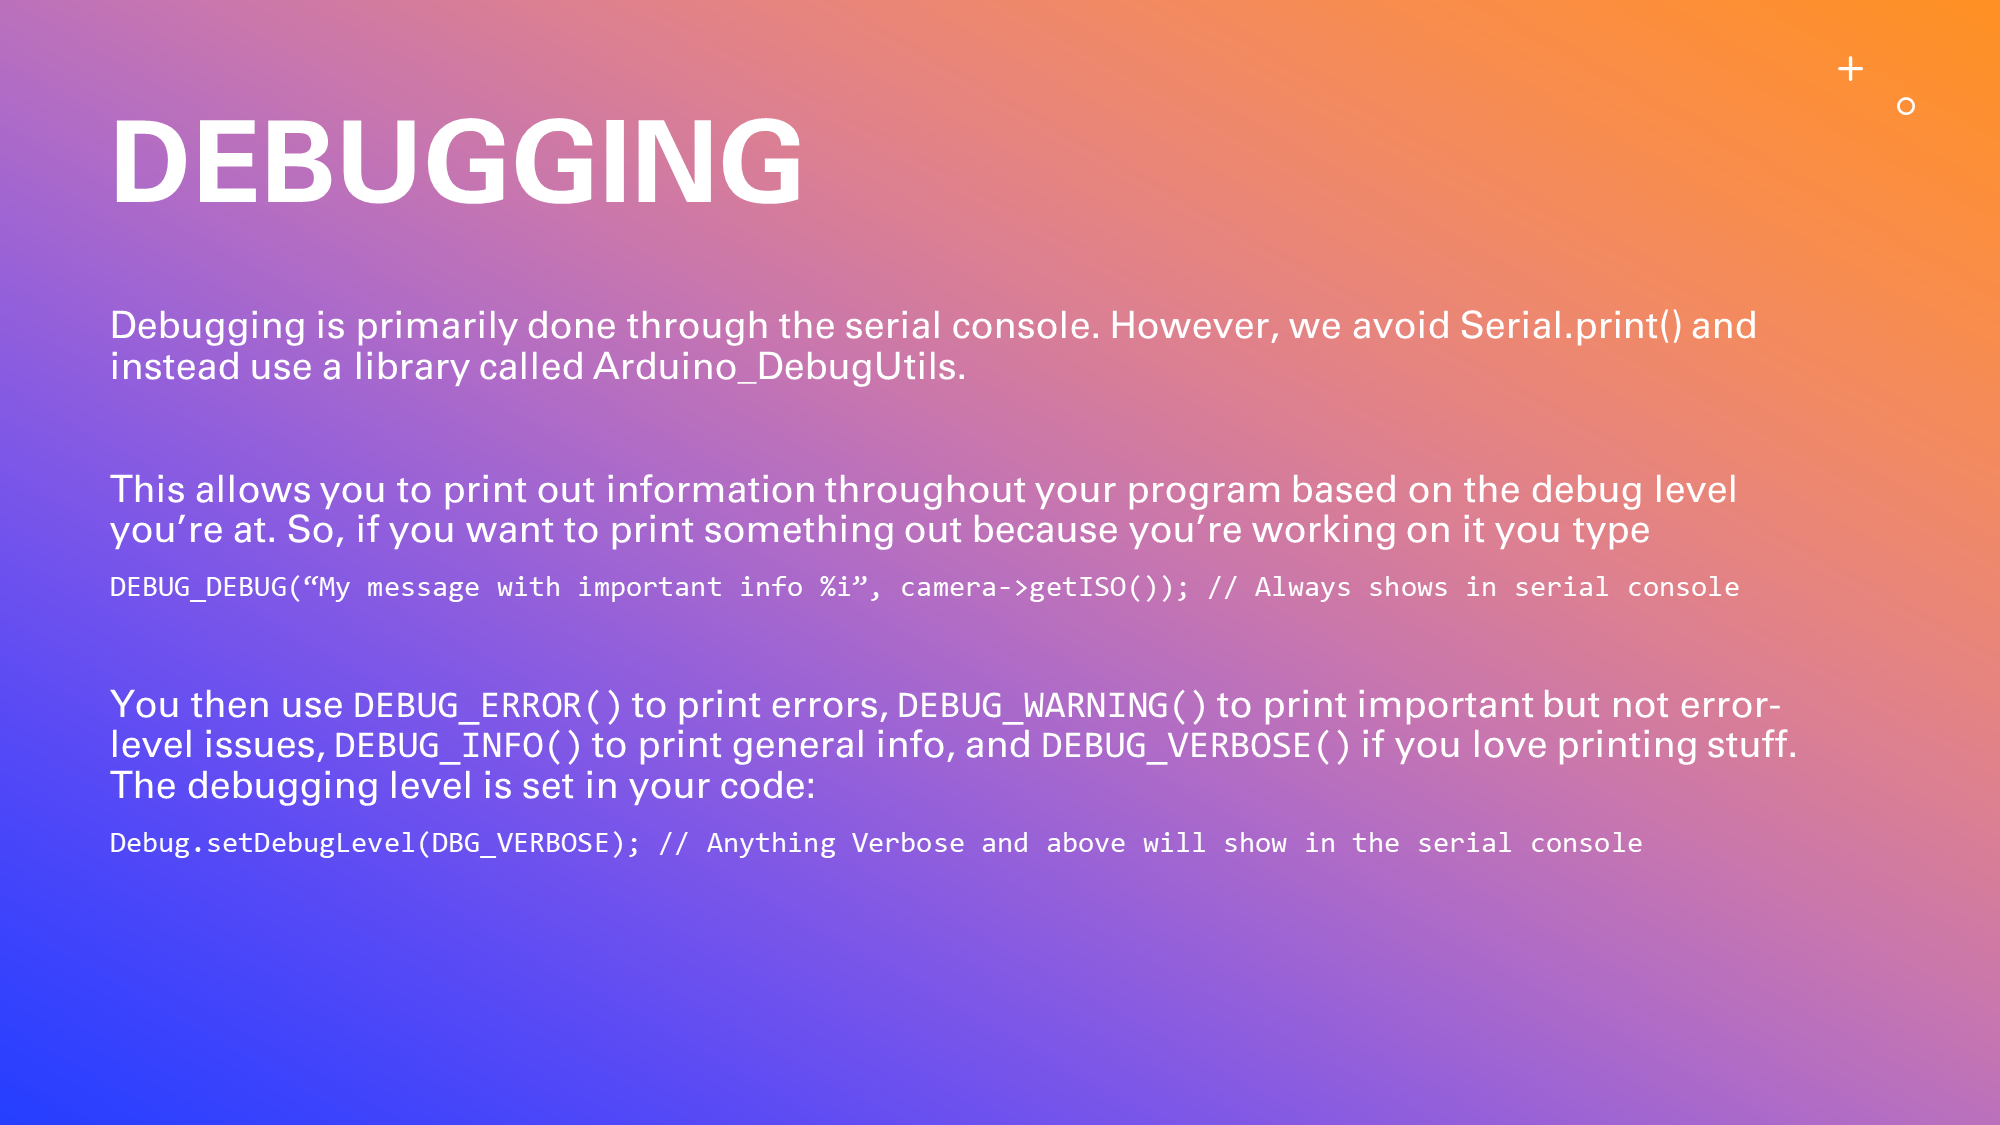 DEBUGGING
Debugging is primarily done through the serial console. However, we avoid Serial.print() and
instead use a library called Arduino_DebugUtils.
This allows you to print out information throughout your program based on the debug level
you’re at. So, if you want to print something out because you’re working on it you type
DEBUG_DEBUG(“My message with important info %i”, camera->getISO()); // Always shows in serial console
You then use DEBUG_ERROR() to print errors, DEBUG_WARNING() to print important but not error-
level issues, DEBUG_INFO() to print general info, and DEBUG_VERBOSE() if you love printing stuff.
The debugging level is set in your code:
Debug.setDebugLevel(DBG_VERBOSE); // Anything Verbose and above will show in the serial console